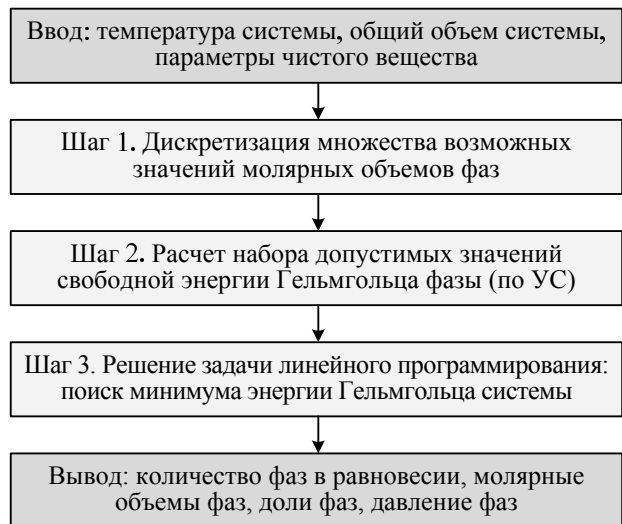 Ввод: температура системы, общий объем системы,
параметры чистого вещества
Шаг 1. Дискретизация множества возможных
значений молярных объемов фаз
Шаг 2. Расчет набора допустимых значений
свободной энергии Гельмгольца фазы (по УС)
Шаг 3. Решение задачи линейного программирования:
поиск минимума энергии Гельмгольца системы
Вывод: количество фаз в равновесии, молярные
объемы фаз, доли фаз, давление фаз